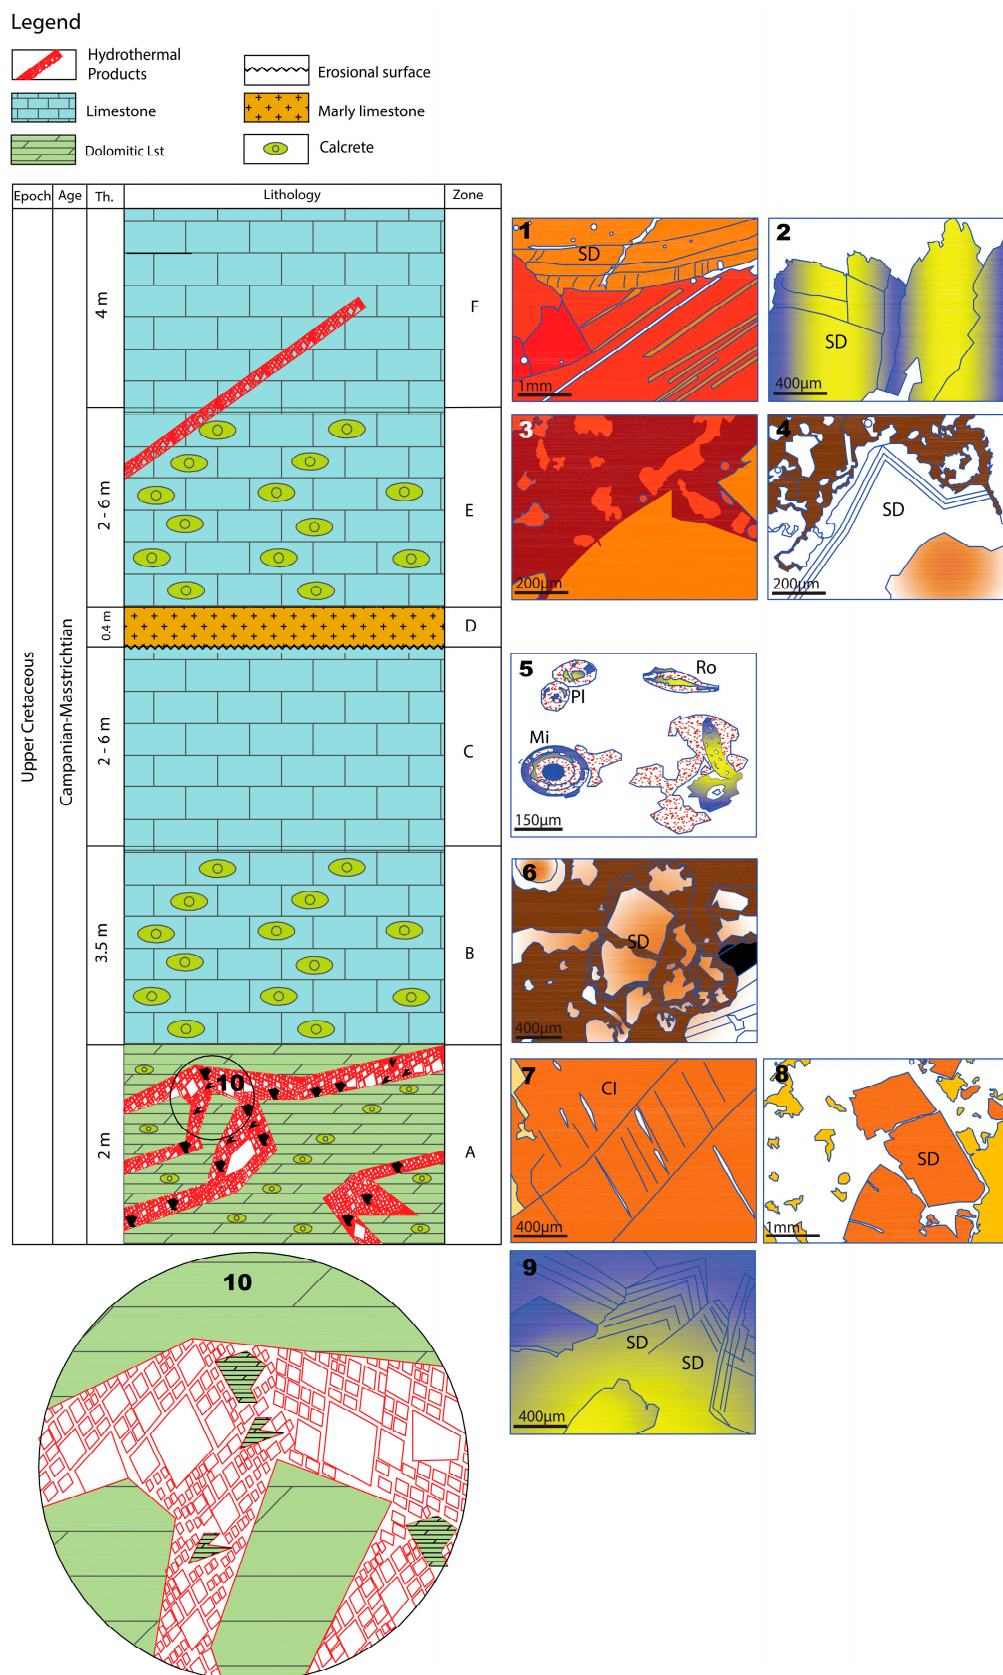 Legend
Hydrothermal
Products
Erosional surface
Limestone
Marly limestone
Dolomitic Lst
Calcrete
Epoch Age Th. Lithology Zone
4 m
F
2 - 6 m
E
0.4 m
D
2 - 6 m
C
3.5 m
B
2 m
A
Upper Cretaceous
Campanian-Masstrichtian
10
1
SD
1mm
2
SD
400µm
3
200µm
4
SD
200µm
5
Pl
Ro
Mi
150µm
6
SD
400µm
7
CI
400µm
8
SD
1mm
9
SD
SD
400µm
10